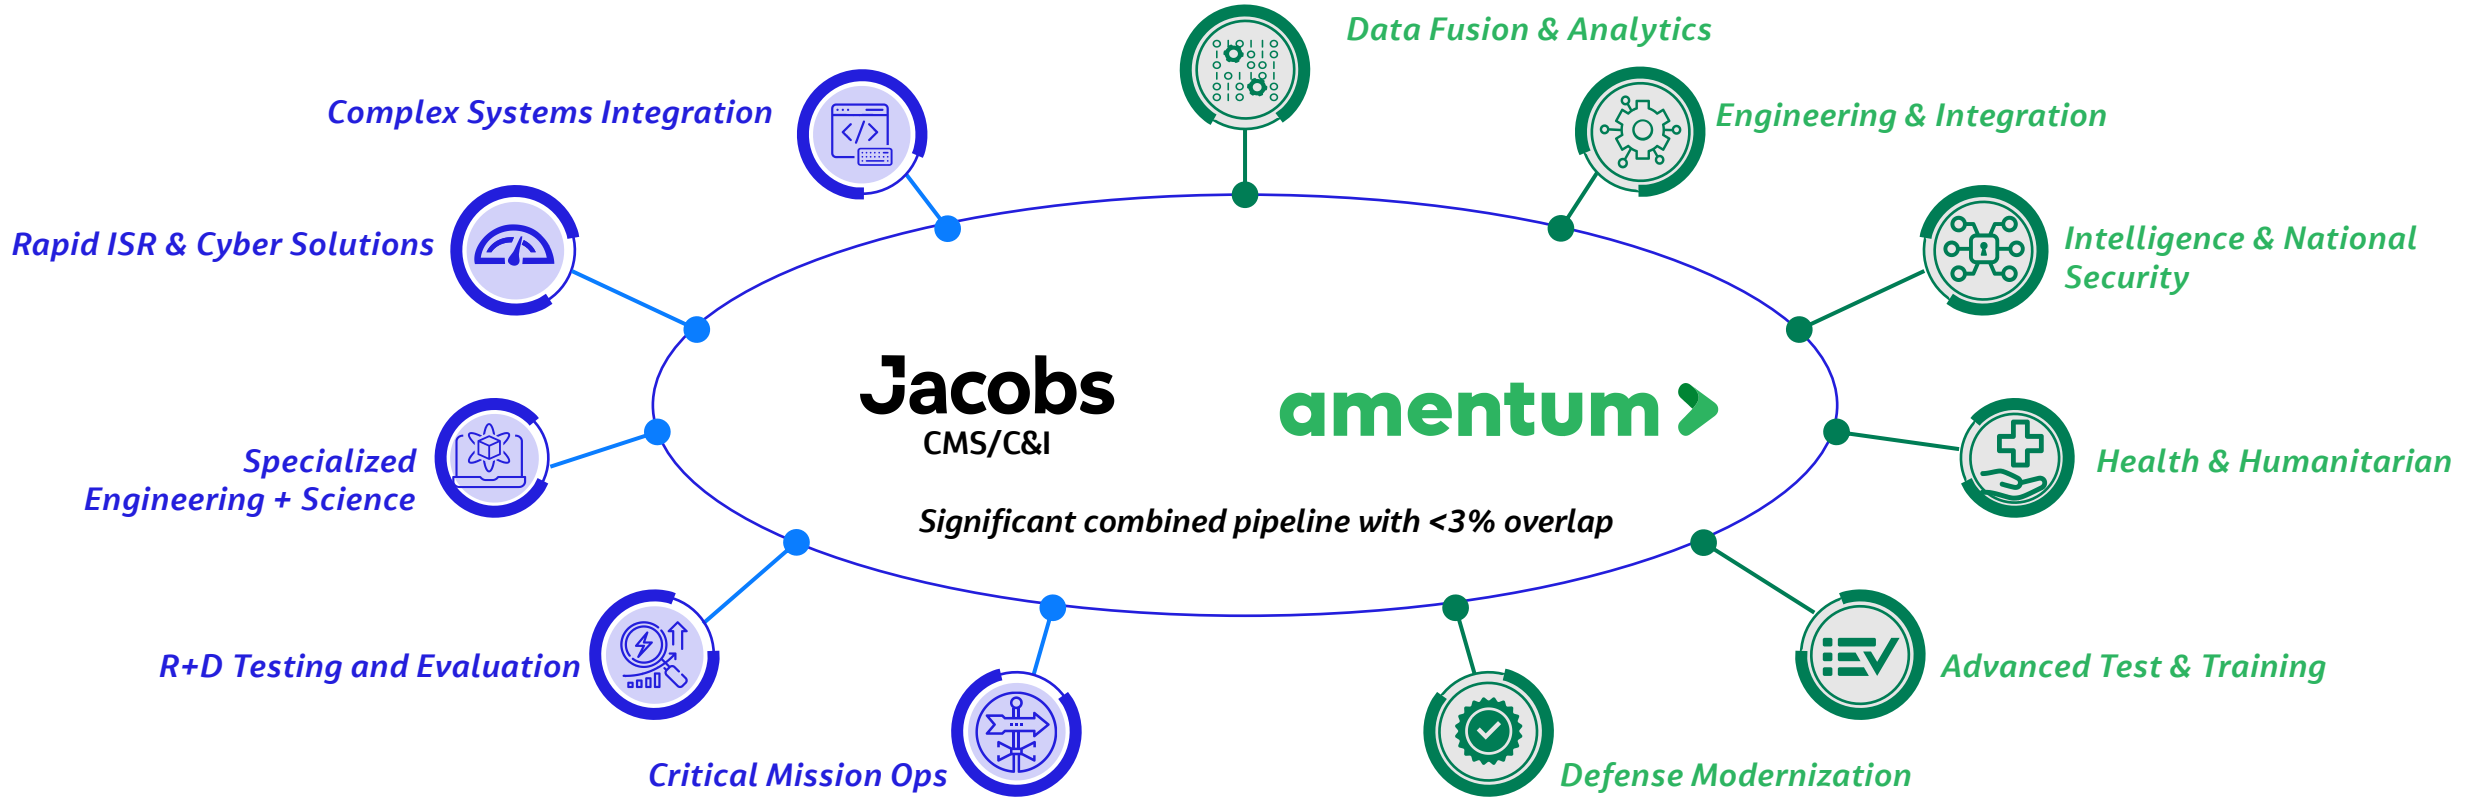 Data Fusion & Analytics
Complex Systems Integration
Engineering & Integration
Rapid ISR & Cyber Solutions
Intelligence & National
Security
Jacobs
CMS/C&I
amentum
Specialized
Engineering + Science
Health & Humanitarian
Significant combined pipeline with <3% overlap
R+D Testing and Evaluation
Advanced Test & Training
Critical Mission Ops
Defense Modernization